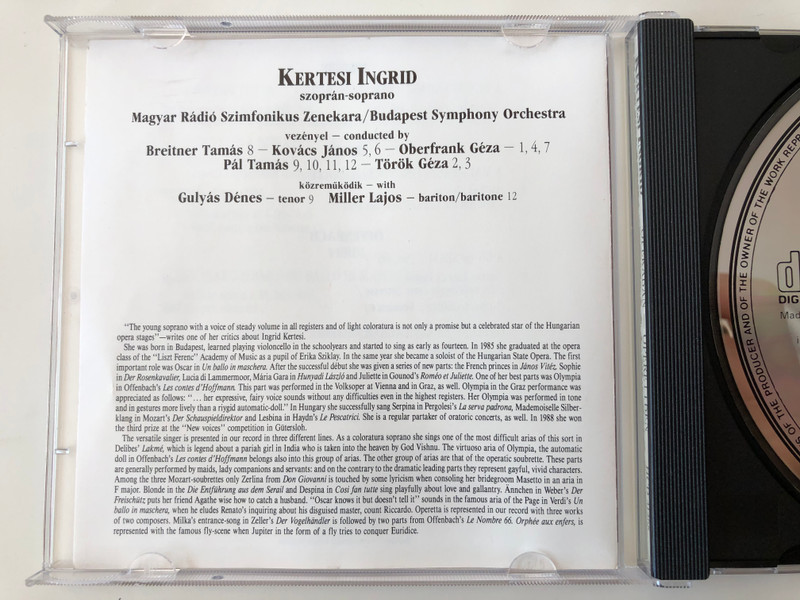 KERTESI INGRID
szoprán-soprano
Magyar Rádió Szimfonikus Zenekara/Budapest Symphony Orchestra
vezényel – conducted by
Breitner Tamás 8 – Kovács János 5, 6 – Oberfrank Géza – 1, 4, 7
Pál Tamás 9, 10, 11, 12 – Török Géza 2, 3
közreműködik – with
Gulyás Dénes – tenor 9 Miller Lajos – bariton/baritone 12
"The young soprano with a voice of steady volume in all registers and of light coloratura is not only a promise but a celebrated star of the Hungarian
opera stages"—writes one of her critics about Ingrid Kertesi.
She was born in Budapest, learned playing violoncello in the schoolyears and started to sing as early as fourteen. In 1985 she graduated at the opera
class of the "Liszt Ferenc" Academy of Music as a pupil of Erika Sziklay. In the same year she became a soloist of the Hungarian State Opera. The first
important role was Oscar in Un ballo in maschera. After the successful début she was given a series of new parts: the French princes in János Vitéz, Sophie
in Der Rosenkavalier, Lucia di Lammermoor, Mária Gara in Hunyadi László and Juliette in Gounod's Roméo et Juliette. One of her best parts was Olympia
in Offenbach's Les contes d'Hoffmann. This part was performed in the Volksoper at Vienna and in Graz, as well. Olympia in the Graz performance was
appreciated as follows: "... her expressive, fairy voice sounds without any difficulties even in the highest registers. Her Olympia was performed in tone
and in gestures more lively than a riygid automatic-doll." In Hungary she successfully sang Serpina in Pergolesi's La serva padrona, Mademoiselle Silber-
klang in Mozart's Der Schauspieldirektor and Lesbina in Haydn's Le Pescatrici. She is a regular partaker of oratoric concerts, as well. In 1988 she won
the third prize at the "New voices" competition in Gütersloh.
The versatile singer is presented in our record in three different lines. As a coloratura soprano she sings one of the most difficult arias of this sort in
Delibes' Lakmé, which is legend about a pariah girl in India who is taken into the heaven by God Vishnu. The virtuoso aria of Olympia, the automatic
doll in Offenbach's Les contes d'Hoffmann belongs also into this group of arias. The other group of arias are that of the operatic soubrette. These parts
are generally performed by maids, lady companions and servants: and on the contrary to the dramatic leading parts they represent gayful, vivid characters.
Among the three Mozart-soubrettes only Zerlina from Don Giovanni is touched by some lyricism when consoling her bridegroom Masetto in an aria in
F major. Blonde in the Die Entführung aus dem Serail and Despina in Cosi fan tutte sing playfully about love and gallantry. Ännchen in Weber's Der
Freischütz puts her friend Agathe wise how to catch a husband. "Oscar knows it but doesn't tell it" sounds in the famous aria of the Page in Verdi's Un
ballo in maschera, when he eludes Renato's inquiring about his disguised master, count Riccardo. Operetta is represented in our record with three works
of two composers. Milka's entrance-song in Zeller's Der Vogelhändler is followed by two parts from Offenbach's Le Nombre 66. Orphée aux enfers, is
represented with the famous fly-scene when Jupiter in the form of a fly tries to conquer Euridice.
OF THE PRODUCER AND OF THE OWNER OF THE WORK REPR
DIG
Mad